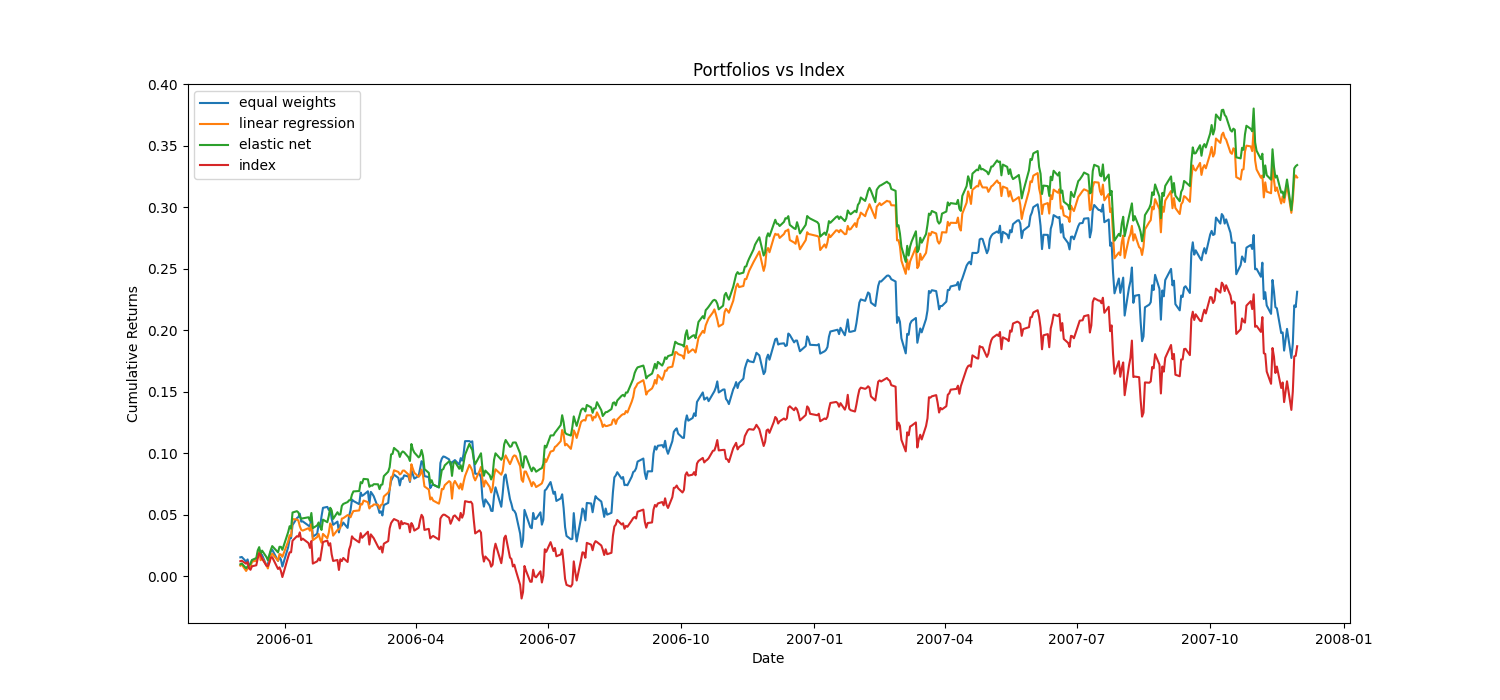 Portfolios vs Index
equal weights
linear regression
elastic net
index
Cumulative Returns
0.40
0.35
0.30
0.25
0.20
0.15
0.10
0.05
0.00
2006-01 2006-04 2006-07 2006-10 2007-01 2007-04 2007-07 2007-10 2008-01
Date